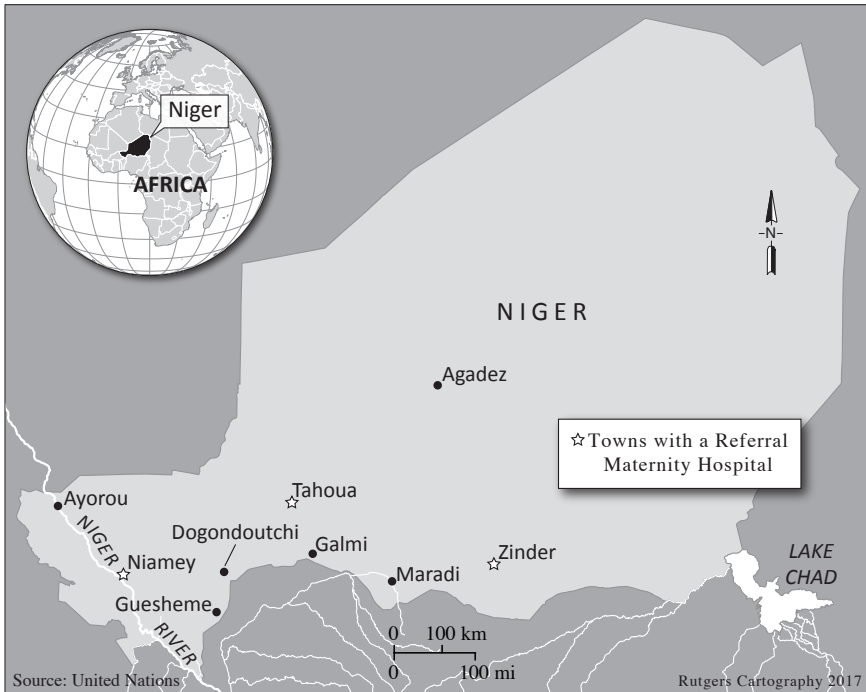 Niger
AFRICA
-N-
NIGER
Agadez
Towns with a Referral
Maternity Hospital
Tahoua
Ayorou
Dogondoutchi
NIGER
Galmi
Niamey
Zinder
LAKE
CHAD
Maradi
Guesheme
RIVER
0 100 km
0 100 mi
Source: United Nations
Rutgers Cartography 2017